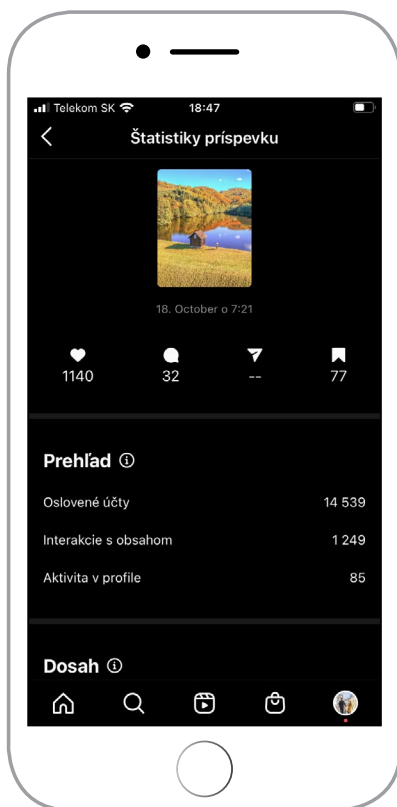 Telekom SK 18:47
Štatistiky príspevku
18. October o 7:21
1140 32 -- 77
Prehľad
Oslovené účty 14 539
Interakcie s obsahom 1 249
Aktivita v profile 85
Dosah